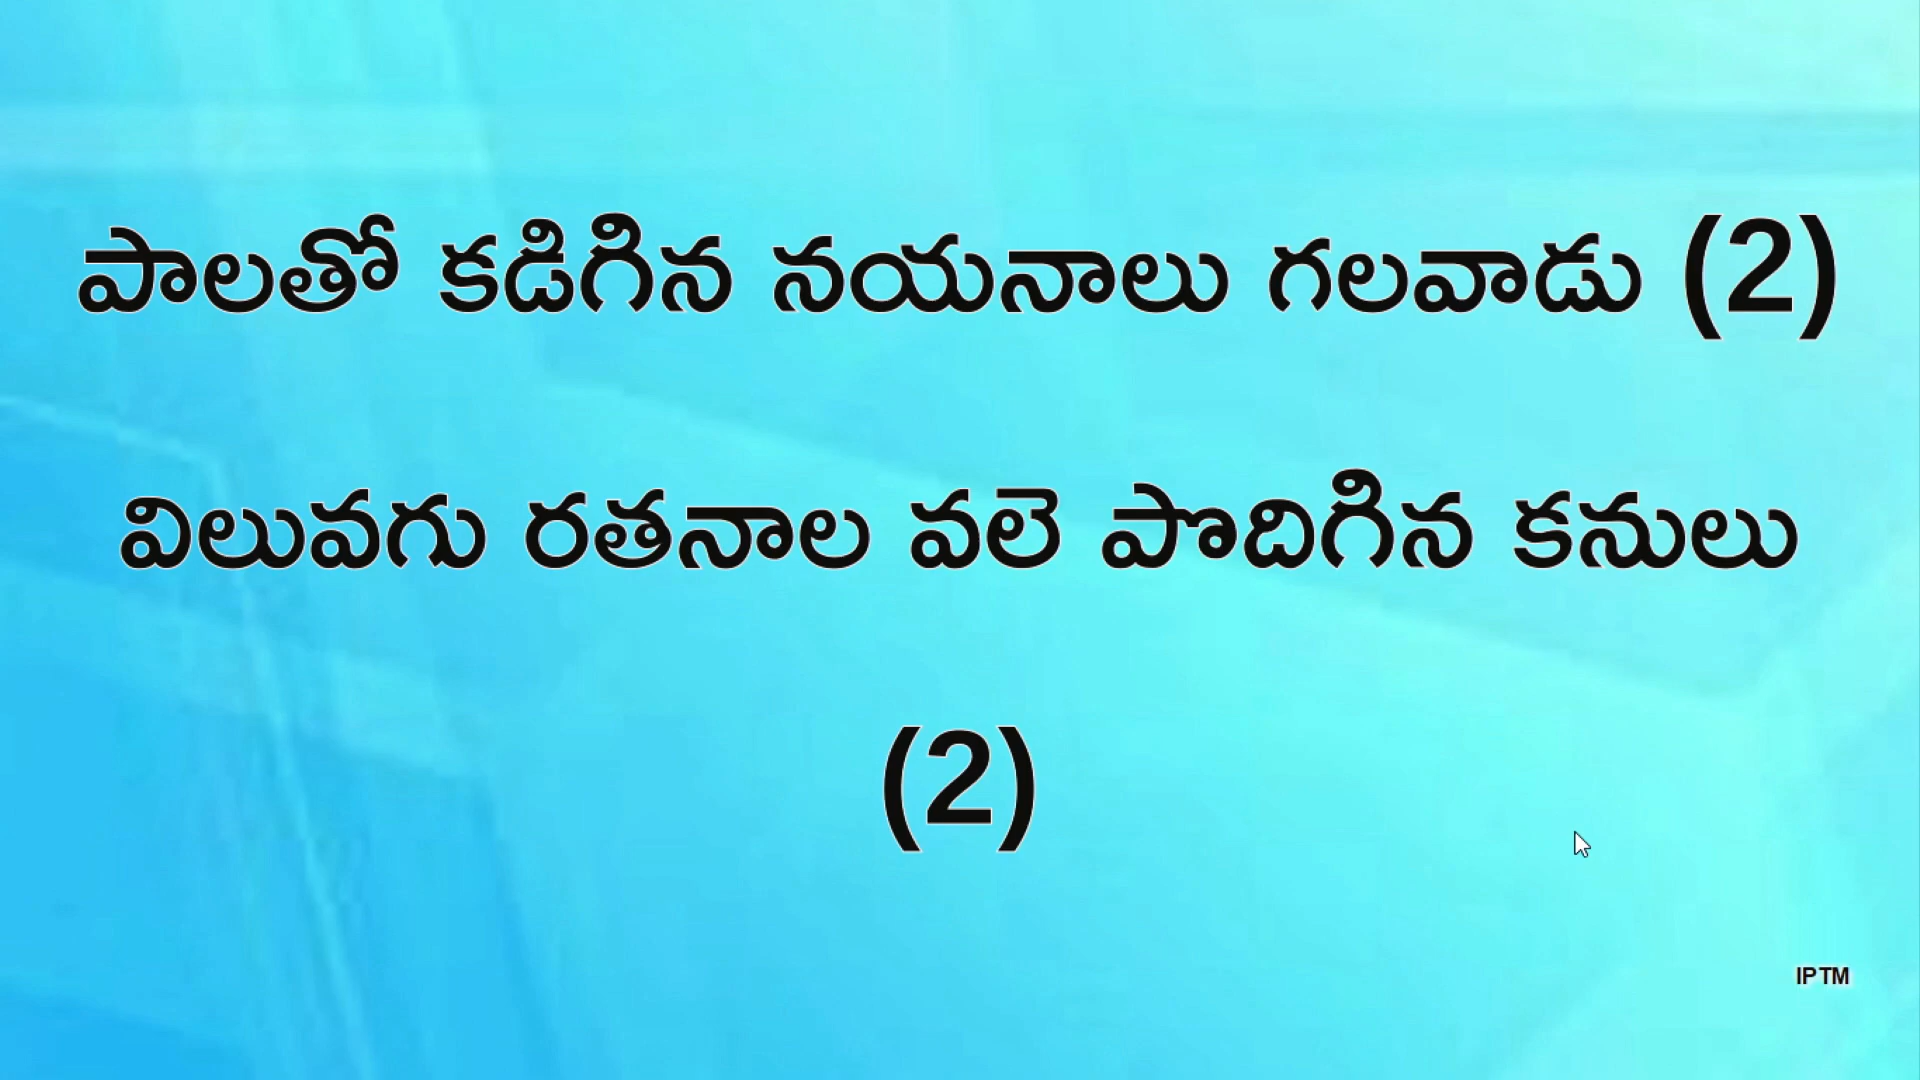 పాలతో కడిగిన నయనాలు గలవాడు (2)
విలువగు రతనాల వలె పొదిగిన కనులు
(2)
IPTM